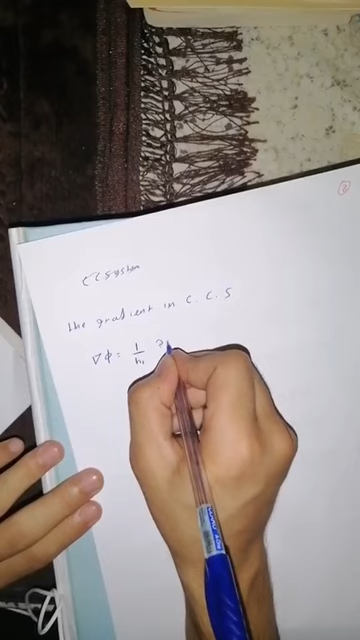 C C system
the gradient in C. C. S
∇φ = 1/h₁ ∂